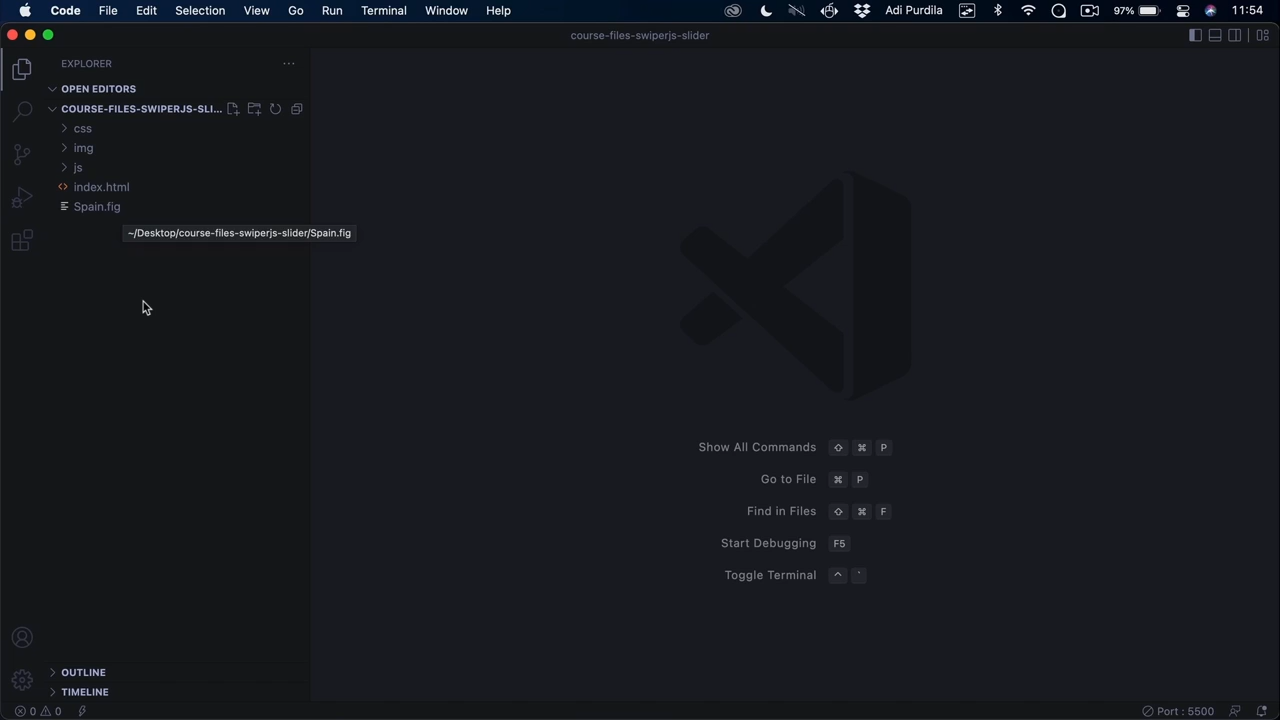 Code File Edit Selection View Go Run Terminal Window Help Adi Purdila 97% 11:54
course-files-swiperjs-slider
EXPLORER
OPEN EDITORS
COURSE-FILES-SWIPERJS-SLI...
css
img
js
index.html
Spain.fig
~/Desktop/course-files-swiperjs-slider/Spain.fig
Show All Commands ⇧ ⌘ P
Go to File ⌘ P
Find in Files ⇧ ⌘ F
Start Debugging F5
Toggle Terminal ^ `
OUTLINE
TIMELINE
0 0 Port : 5500